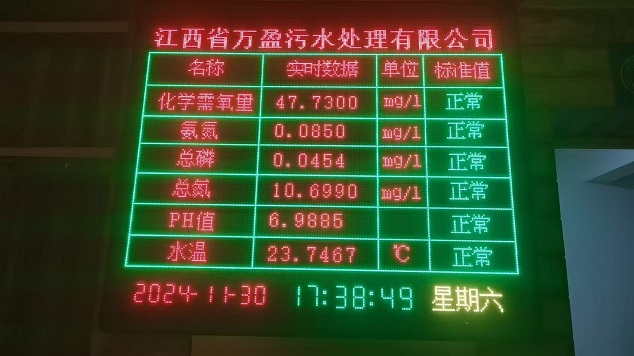 江西省万盈污水处理有限公司
名称 实时数据 单位 标准值
化学需氧量 47.7300 mg/l 正常
氨氮 0.0850 mg/l 正常
总磷 0.0454 mg/l 正常
总氮 10.6990 mg/l 正常
PH值 6.9885 正常
水温 23.7467 ℃ 正常
2024-11-30 17:38:49 星期六